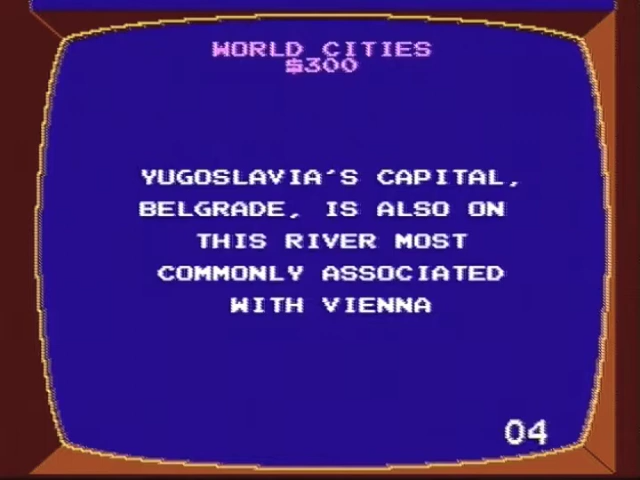 WORLD CITIES
$300
YUGOSLAVIA'S CAPITAL,
BELGRADE, IS ALSO ON
THIS RIVER MOST
COMMONLY ASSOCIATED
WITH VIENNA
04